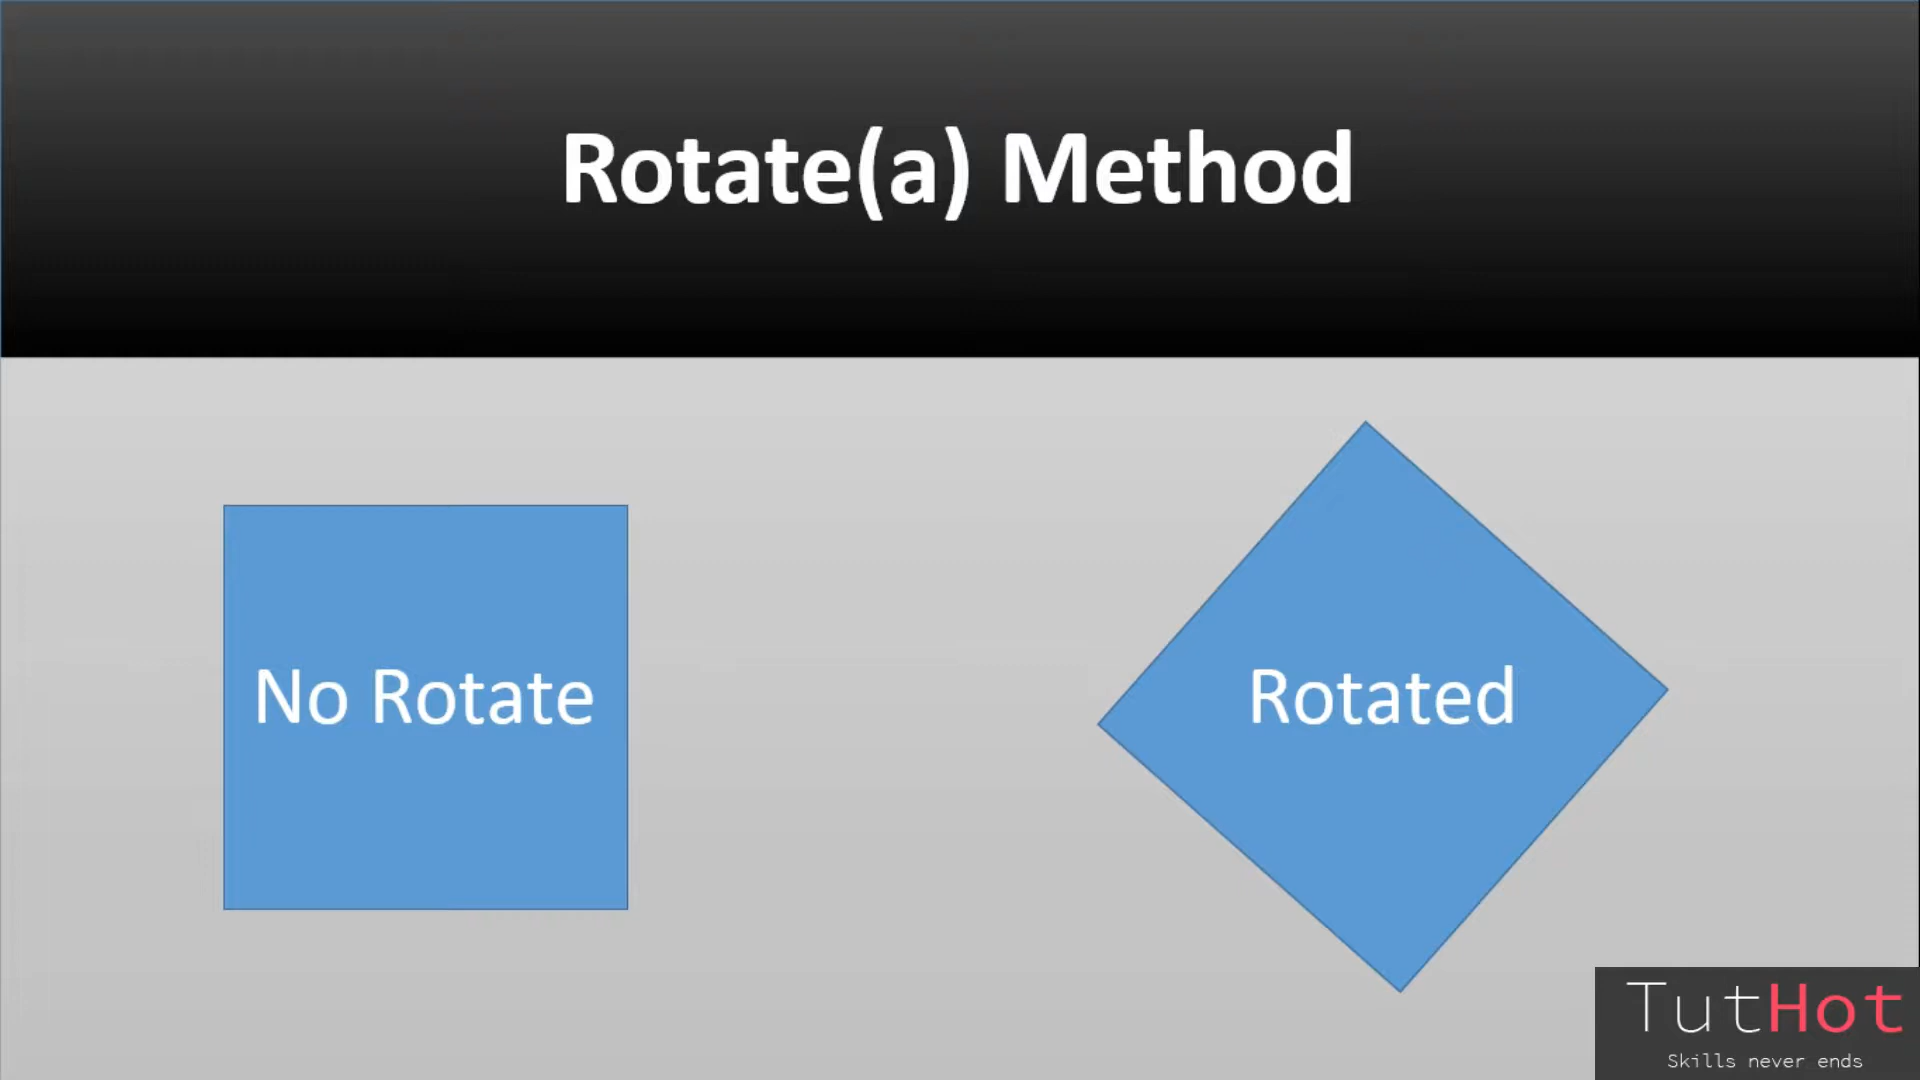 Rotate(a) Method
No Rotate
Rotated
TutHot
Skills never ends